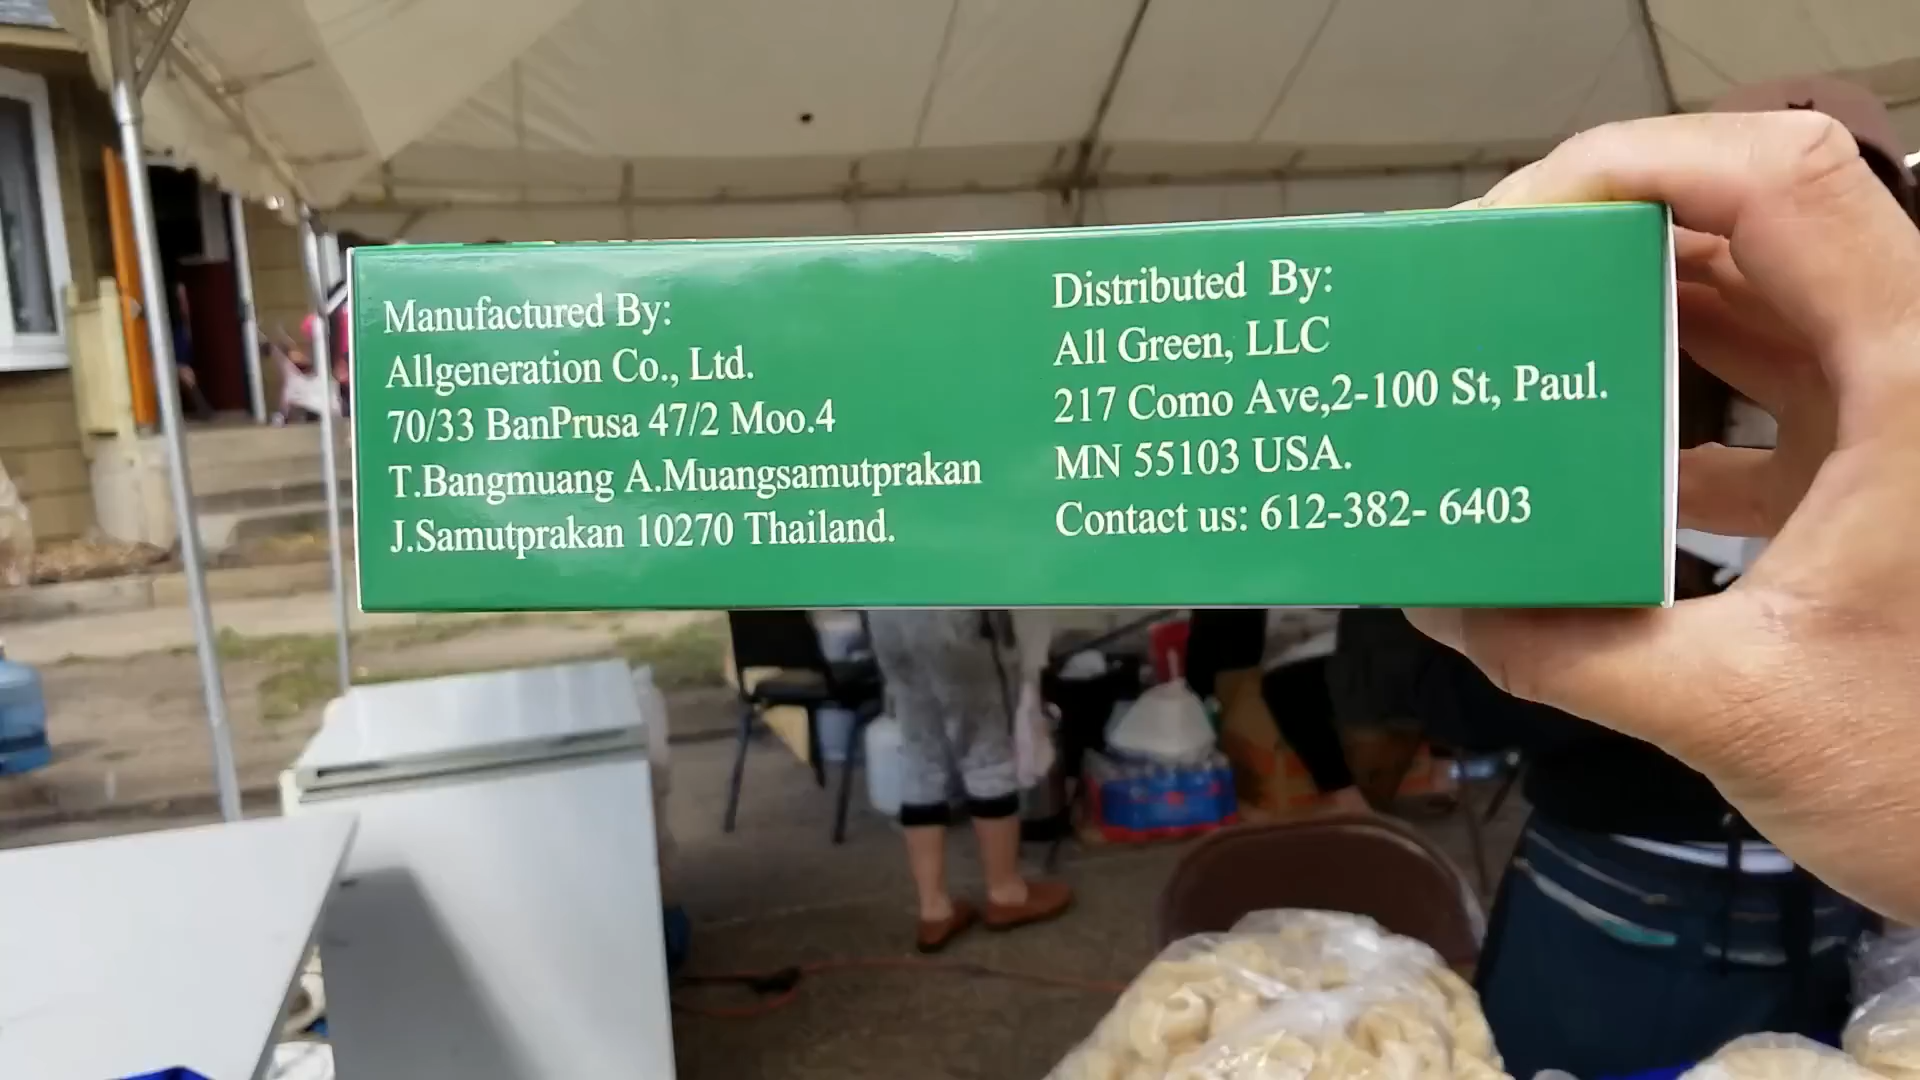 Manufactured By:
Allgeneration Co., Ltd.
70/33 BanPrusa 47/2 Moo.4
T.Bangmuang A.Muangsamutprakan
J.Samutprakan 10270 Thailand.
Distributed  By:
All Green, LLC
217 Como Ave,2-100 St, Paul.
MN 55103 USA.
Contact us: 612-382- 6403